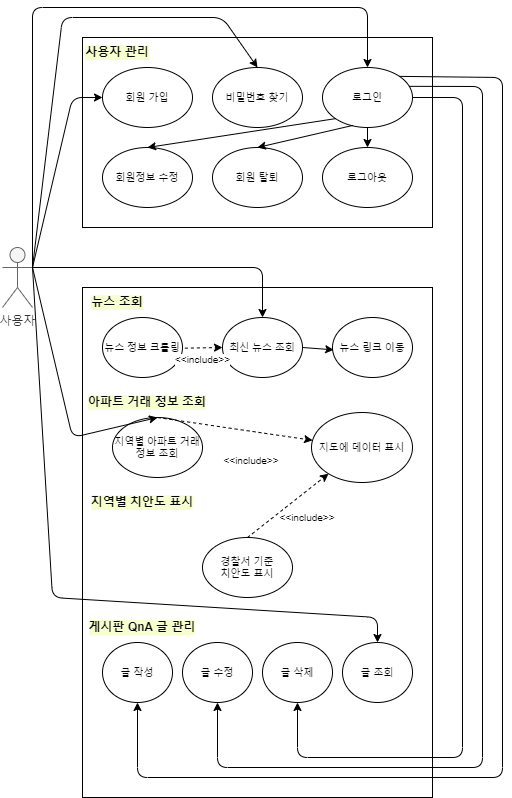 사용자 관리
회원 가입
비밀번호 찾기
로그인
회원정보 수정
회원 탈퇴
로그아웃
사용자
뉴스 조회
뉴스 정보 크롤링
<<include>>
최신 뉴스 조회
뉴스 링크 이동
아파트 거래 정보 조회
지역별 아파트 거래
정보 조회
<<include>>
지도에 데이터 표시
지역별 치안도 표시
<<include>>
경찰서 기준
치안도 표시
게시판 QnA 글 관리
글 작성
글 수정
글 삭제
글 조회